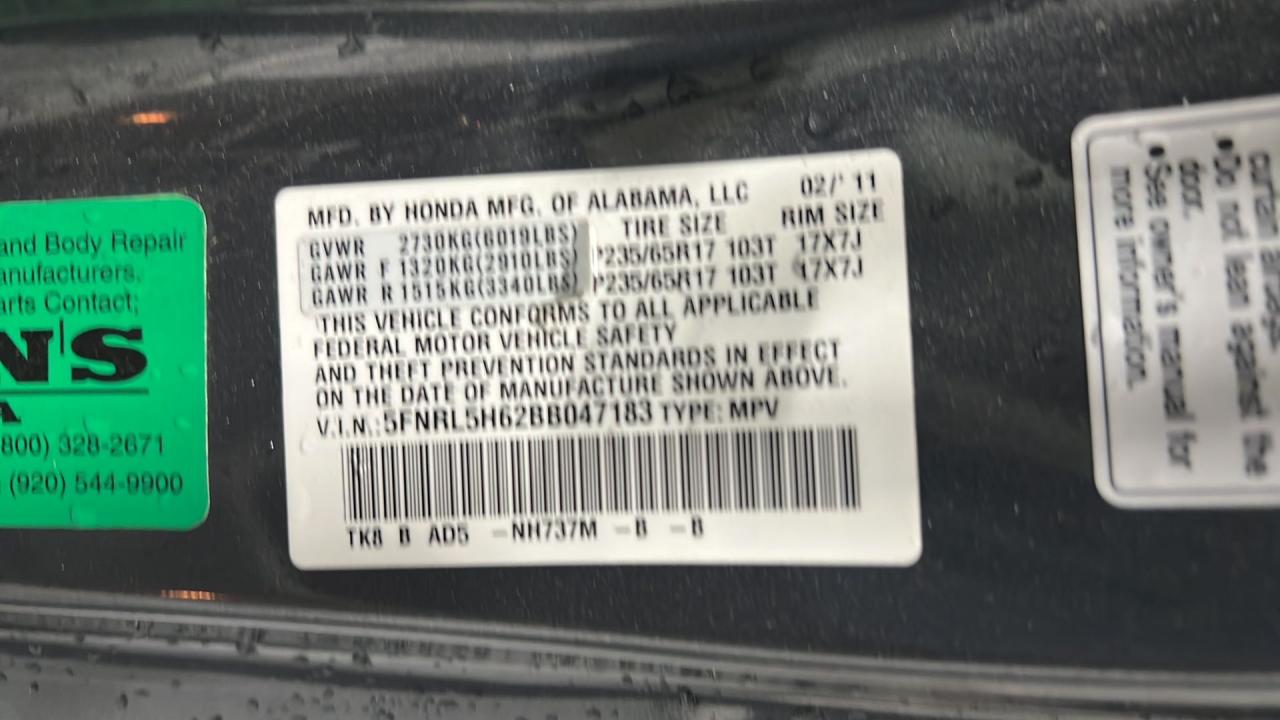 MFD. BY HONDA MFG. OF ALABAMA, LLC 02/'11
TIRE SIZE RIM SIZE
GVWR 2730KG(6019LBS)
GAWR F 1320KG(2910LBS) P235/65R17 103T 17X7J
GAWR R 1515KG(3340LBS) P235/65R17 103T 17X7J
THIS VEHICLE CONFORMS TO ALL APPLICABLE
FEDERAL MOTOR VEHICLE SAFETY
AND THEFT PREVENTION STANDARDS IN EFFECT
ON THE DATE OF MANUFACTURE SHOWN ABOVE.
V.I.N.:5FNRL5H62BB047183 TYPE: MPV
TK8 B AD5 -NH737M -B -B
and Body Repair
anufacturers.
arts Contact;
NS
A
800) 328-2671
(920) 544-9900
•Do not lean against the
door.
•See owner's manual for
more information.